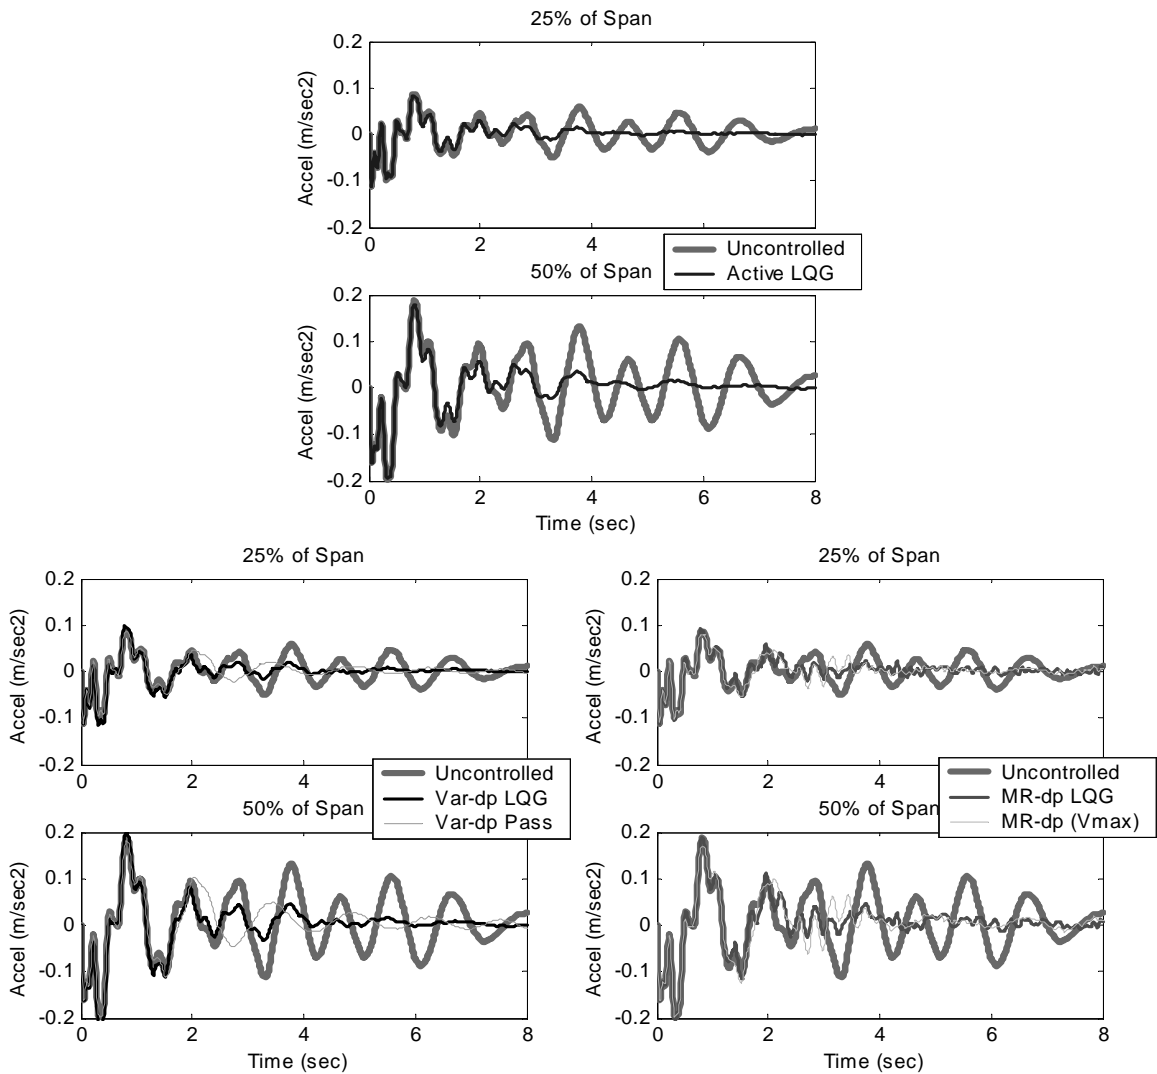 25% of Span
0.2
0.1
0
-0.1
-0.2
Accel (m/sec2)
0 2 4 6 8
Uncontrolled
Active LQG
50% of Span
0.2
0.1
0
-0.1
-0.2
Accel (m/sec2)
0 2 4 6 8
Time (sec)
25% of Span
0.2
0.1
0
-0.1
-0.2
Accel (m/sec2)
0 2 4 6 8
Uncontrolled
Var-dp LQG
Var-dp Pass
50% of Span
0.2
0.1
0
-0.1
-0.2
Accel (m/sec2)
0 2 4 6 8
Time (sec)
25% of Span
0.2
0.1
0
-0.1
-0.2
Accel (m/sec2)
0 2 4 6 8
Uncontrolled
MR-dp LQG
MR-dp (Vmax)
50% of Span
0.2
0.1
0
-0.1
-0.2
Accel (m/sec2)
0 2 4 6 8
Time (sec)